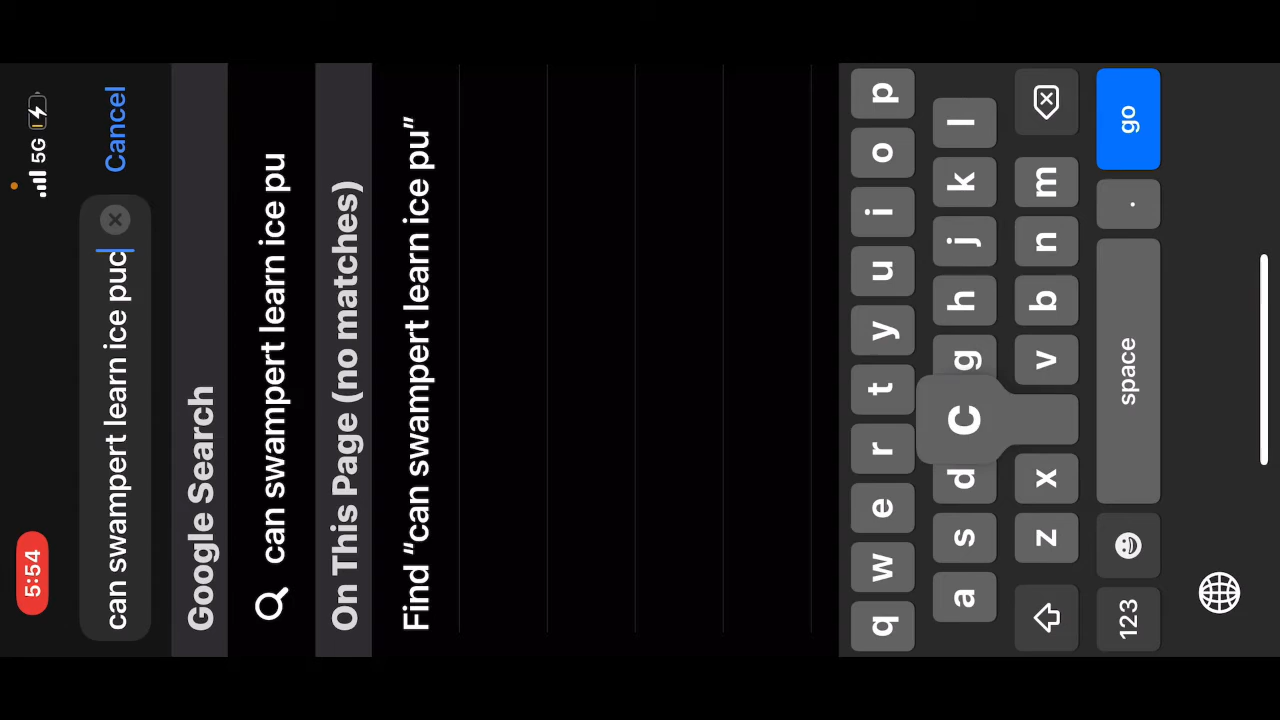 5:54
5G
can swampert learn ice puc
Cancel
Google Search
can swampert learn ice pu
On This Page (no matches)
Find “can swampert learn ice pu”
q w e r t y u i o p
a s d g h j k l
z x C v b n m
123 space . go